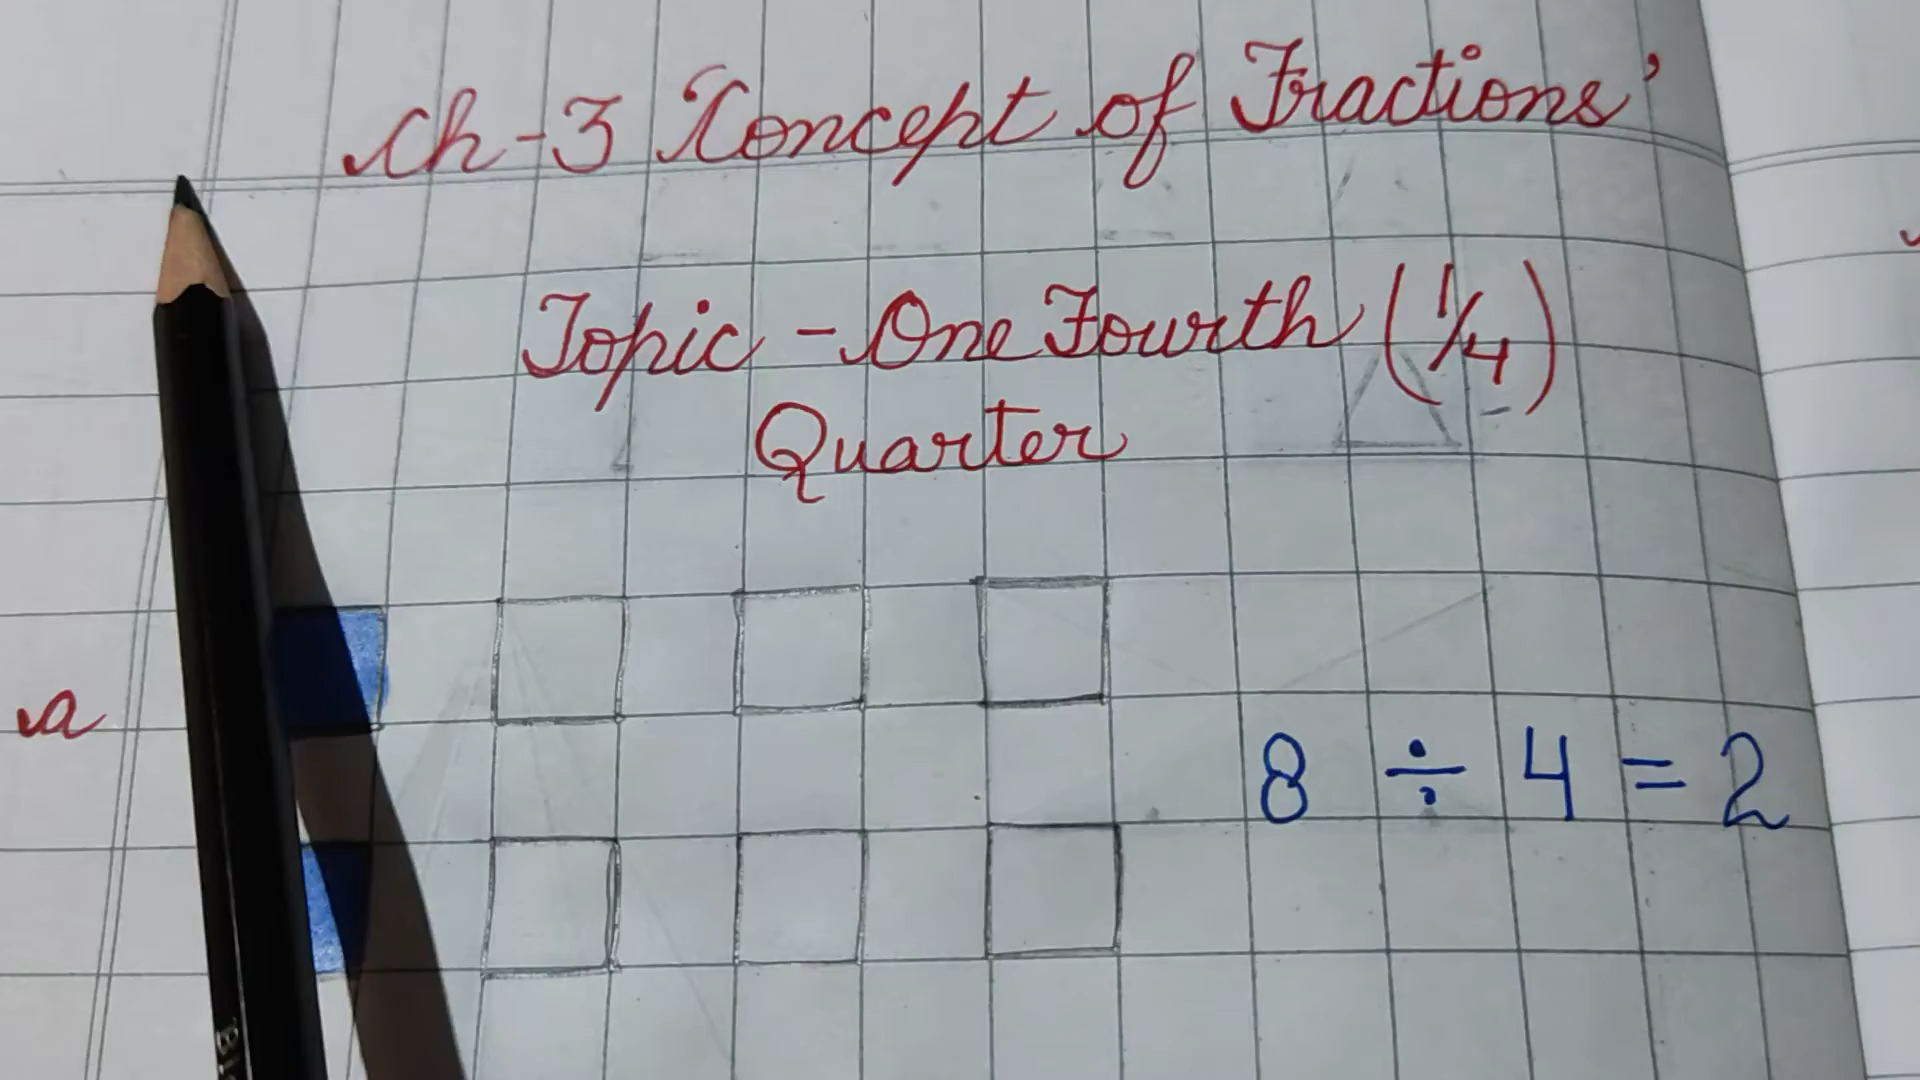 Ch-3 'Concept of Fractions'
Topic - One Fourth (1/4)
Quarter
a
8 ÷ 4 = 2